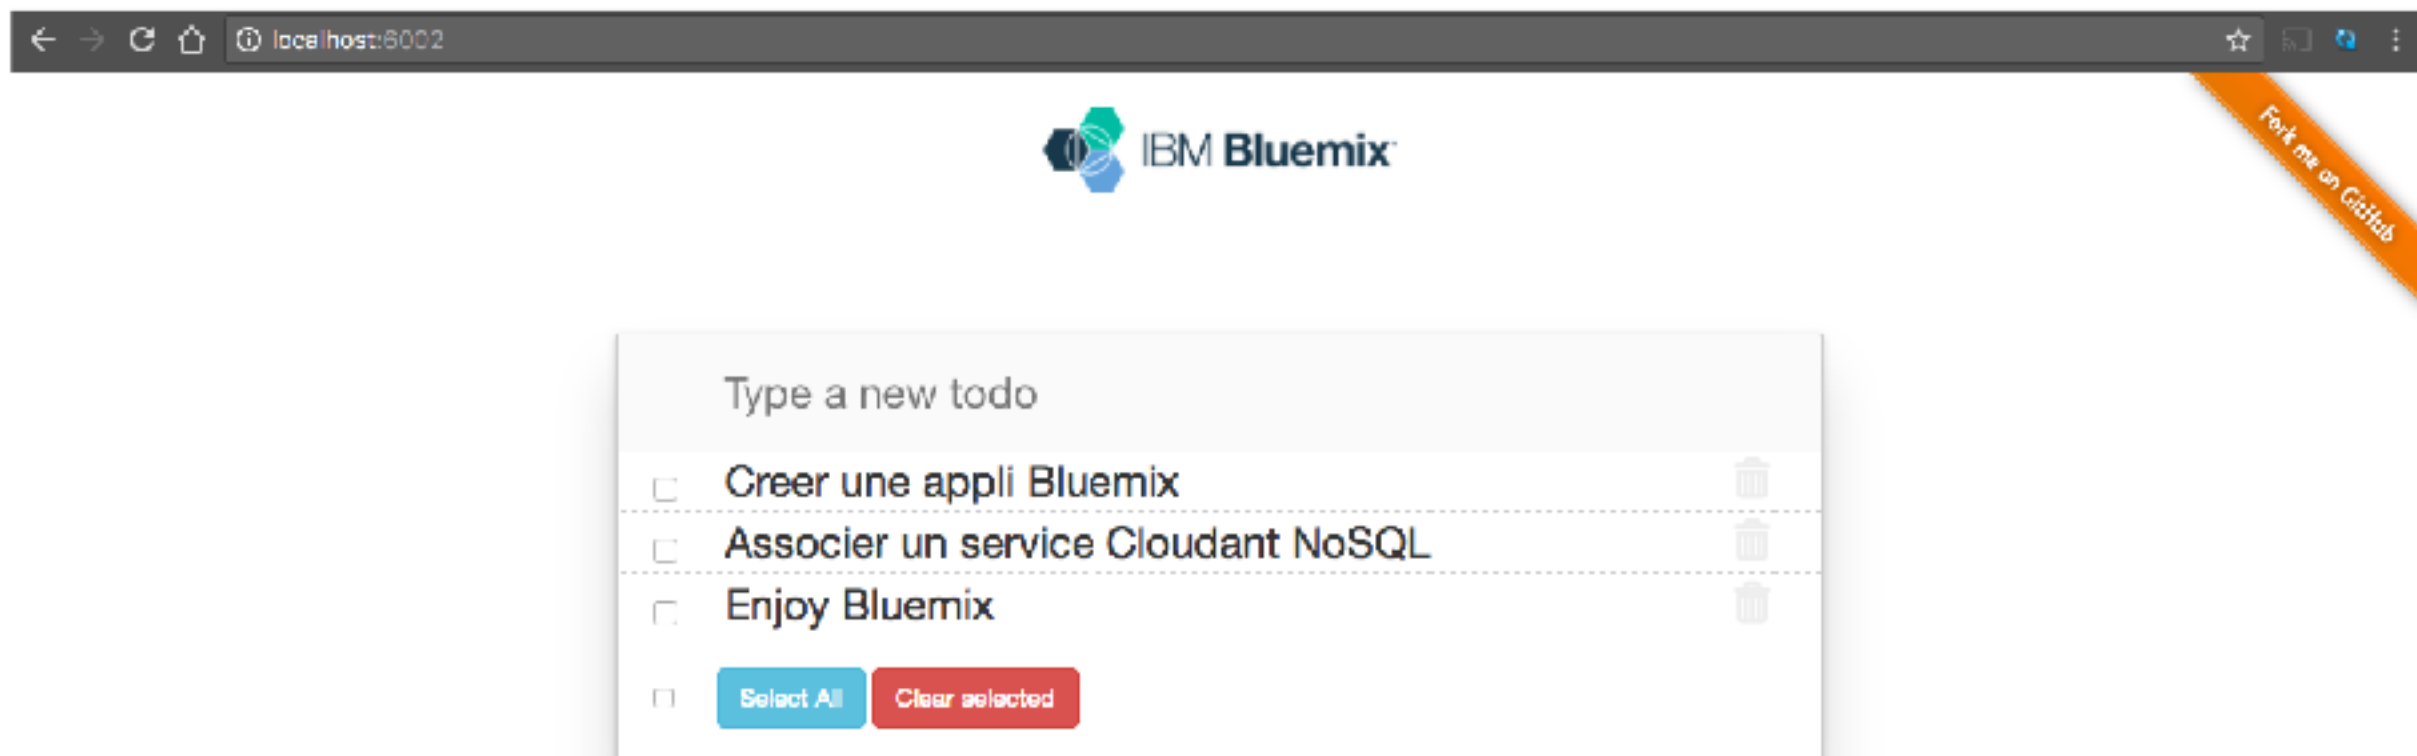 localhost:6002
IBM Bluemix
Fork me on GitHub
Type a new todo
Creer une appli Bluemix
Associer un service Cloudant NoSQL
Enjoy Bluemix
Select All Clear selected